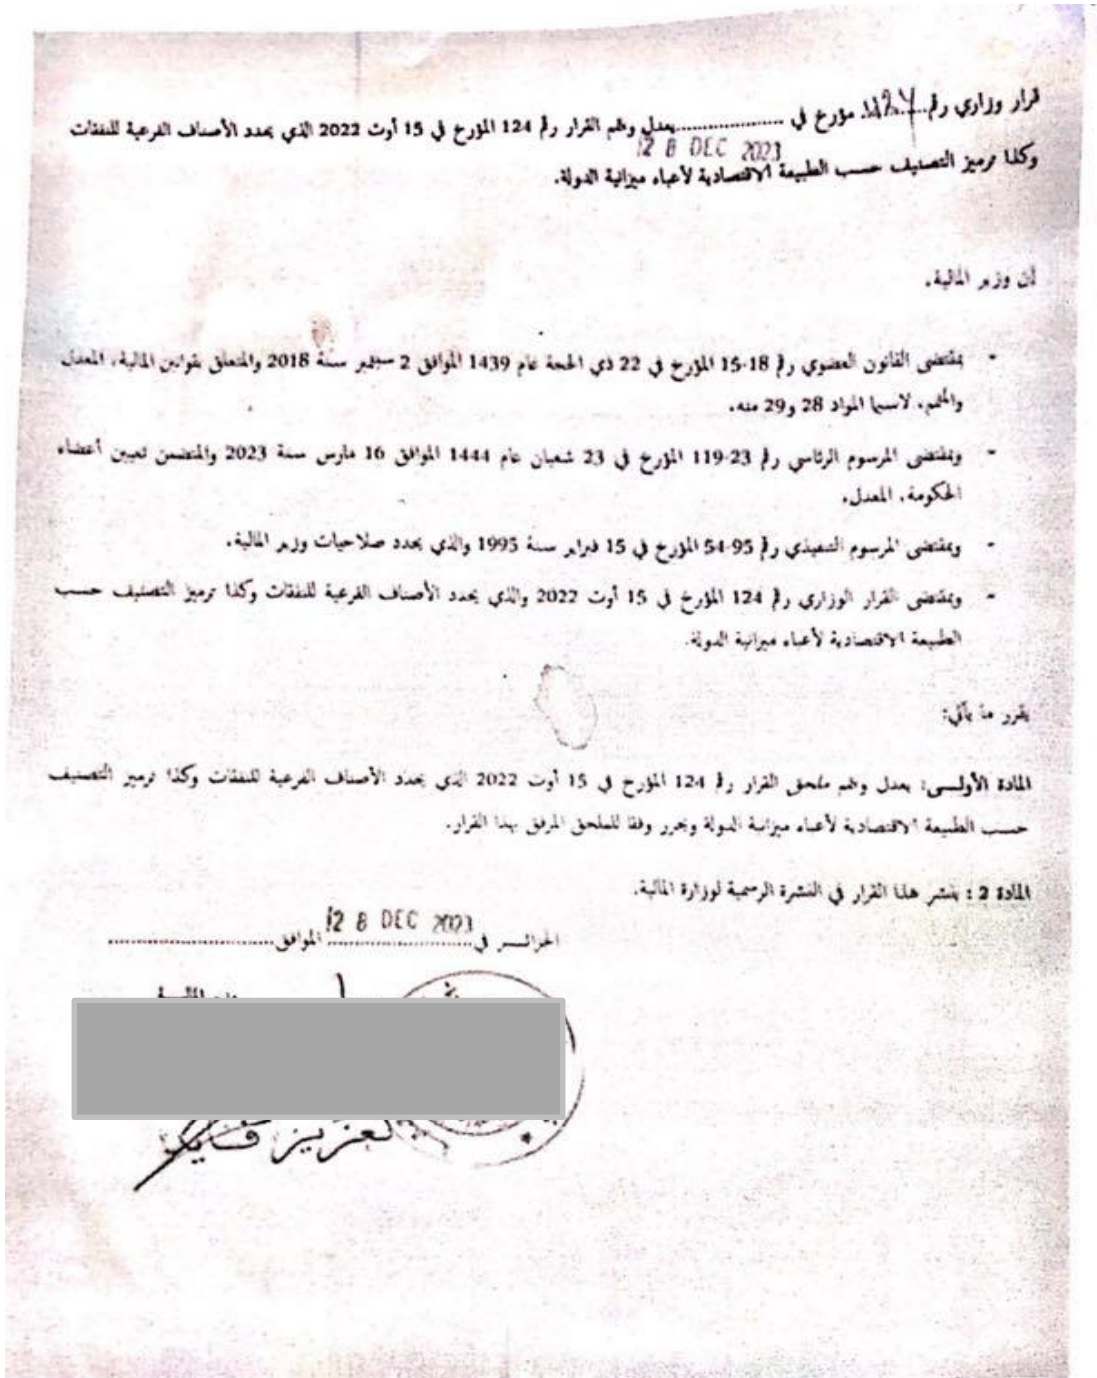 قرار وزاري رقم ........ مؤرخ في ....................يعدل ويتمم القرار رقم 124 المؤرخ في 15 أوت 2022 الذي يحدد الأصناف الفرعية للنفقات
28 DEC 2023
وكذا ترميز التصنيف حسب الطبيعة الاقتصادية لأعباء ميزانية الدولة.
إن وزير المالية،
- بمقتضى القانون العضوي رقم 18-15 المؤرخ في 22 ذي الحجة عام 1439 الموافق 2 سبتمبر سنة 2018 والمتعلق بقوانين المالية، المعدل
والمتمم، لاسيما المواد 28 و29 منه،
- وبمقتضى المرسوم الرئاسي رقم 23-119 المؤرخ في 23 شعبان عام 1444 الموافق 16 مارس سنة 2023 والمتضمن تعيين أعضاء
الحكومة، المعدل،
- وبمقتضى المرسوم التنفيذي رقم 95-54 المؤرخ في 15 فبراير سنة 1995 والذي يحدد صلاحيات وزير المالية،
- وبمقتضى القرار الوزاري رقم 124 المؤرخ في 15 أوت 2022 والذي يحدد الأصناف الفرعية للنفقات وكذا ترميز التصنيف حسب
الطبيعة الاقتصادية لأعباء ميزانية الدولة.
يقرر ما يأتي:
المادة الأولـــى: يعدل ويتمم ملحق القرار رقم 124 المؤرخ في 15 أوت 2022 الذي يحدد الأصناف الفرعية للنفقات وكذا ترميز التصنيف
حسب الطبيعة الاقتصادية لأعباء ميزانية الدولة ويحرر وفقا للملحق المرفق بهذا القرار.
المادة 2 : ينشر هذا القرار في النشرة الرسمية لوزارة المالية.
الجزائـــر في 28 DEC 2023 الموافق........................
لعزيز فايد